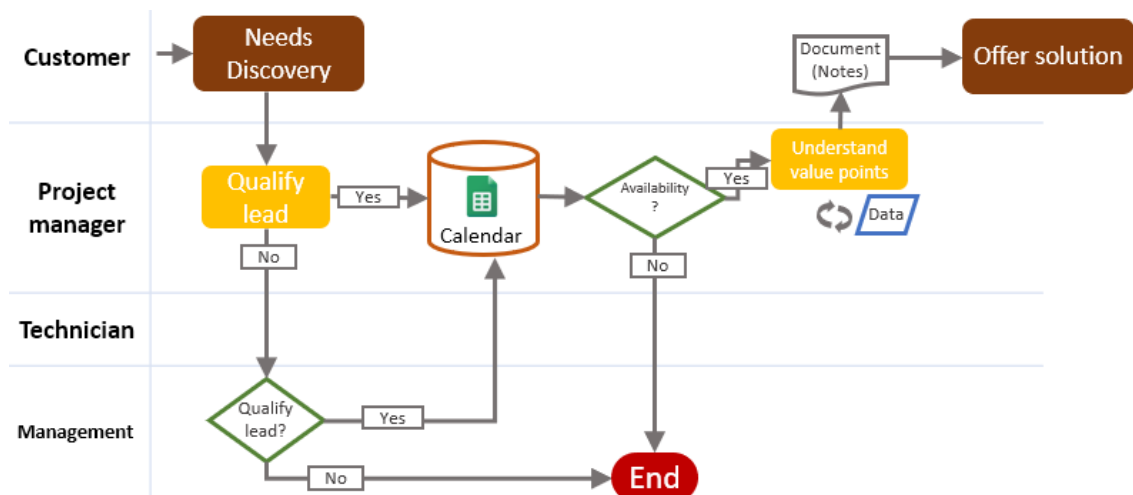 Customer
Needs
Discovery
Document
(Notes)
Offer solution
Project
manager
Qualify
lead
Yes
Calendar
Availability
?
Yes
Understand
value points
Data
No
No
Technician
Management
Qualify
lead?
Yes
No
End